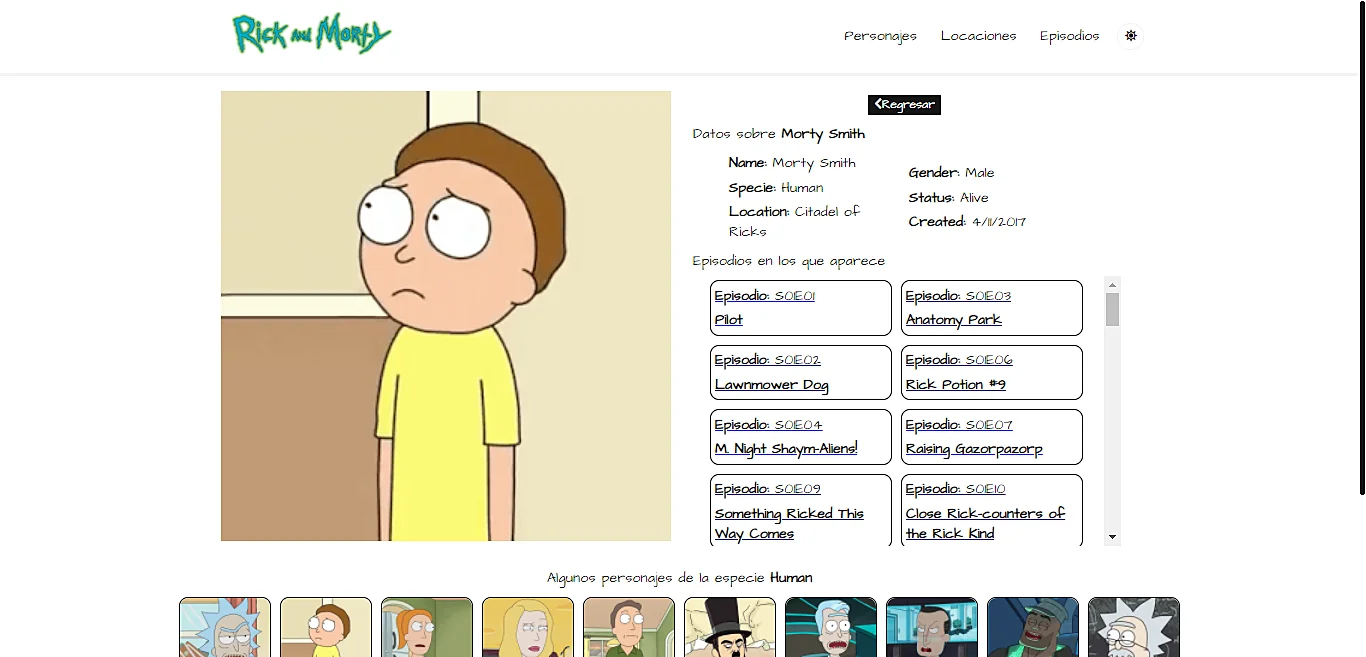 Rick and Morty
Personajes Locaciones Episodios
Regresar
Datos sobre Morty Smith
Name: Morty Smith
Specie: Human
Location: Citadel of
Ricks
Gender: Male
Status: Alive
Created: 4/11/2017
Episodios en los que aparece
Episodio: S01E01
Pilot
Episodio: S01E03
Anatomy Park
Episodio: S01E02
Lawnmower Dog
Episodio: S01E06
Rick Potion #9
Episodio: S01E04
M. Night Shaym-Aliens!
Episodio: S01E07
Raising Gazorpazorp
Episodio: S01E09
Something Ricked This
Way Comes
Episodio: S01E10
Close Rick-counters of
the Rick Kind
Algunos personajes de la especie Human